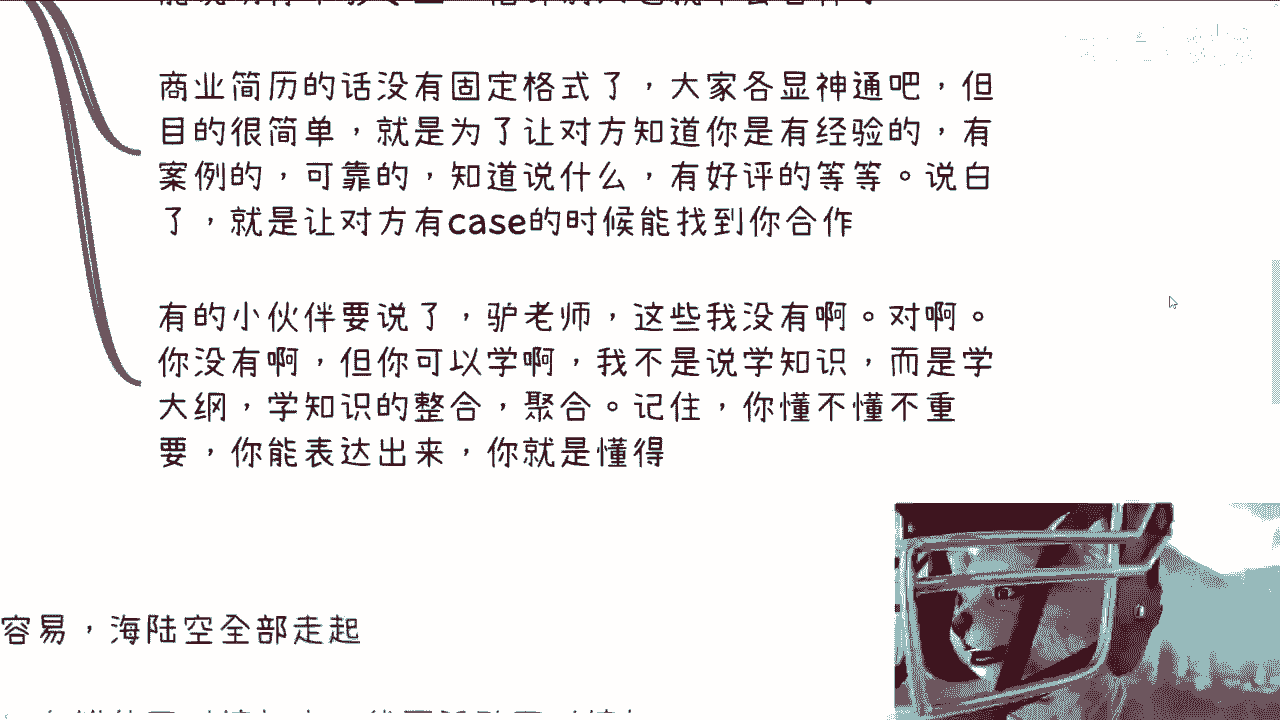 商业简历的话没有固定格式了，大家各显神通吧，但
目的很简单，就是为了让对方知道你是有经验的，有
案例的，可靠的，知道说什么，有好评的等等。说白
了，就是让对方有case的时候能找到你合作
有的小伙伴要说了，驴老师，这些我没有啊。对啊。
你没有啊，但你可以学啊，我不是说学知识，而是学
大纲，学知识的整合，聚合。记住，你懂不懂不重
要，你能表达出来，你就是懂得
容易，海陆空全部走起